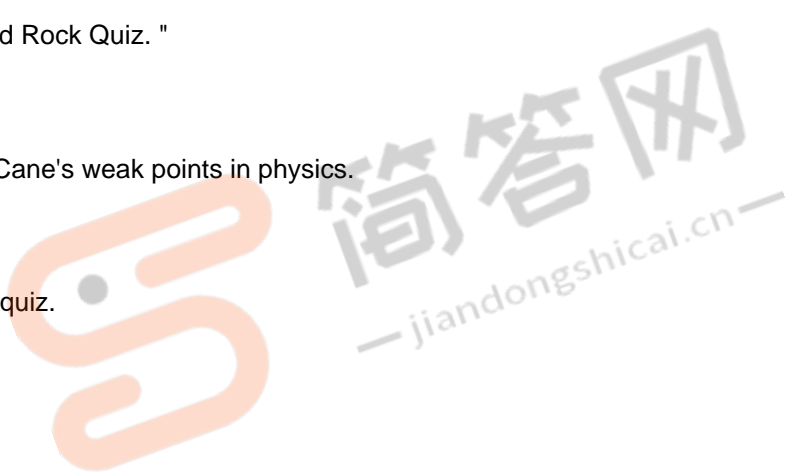 d Rock Quiz. "
Cane's weak points in physics.
quiz.
简答网
jiandongshicai.cn